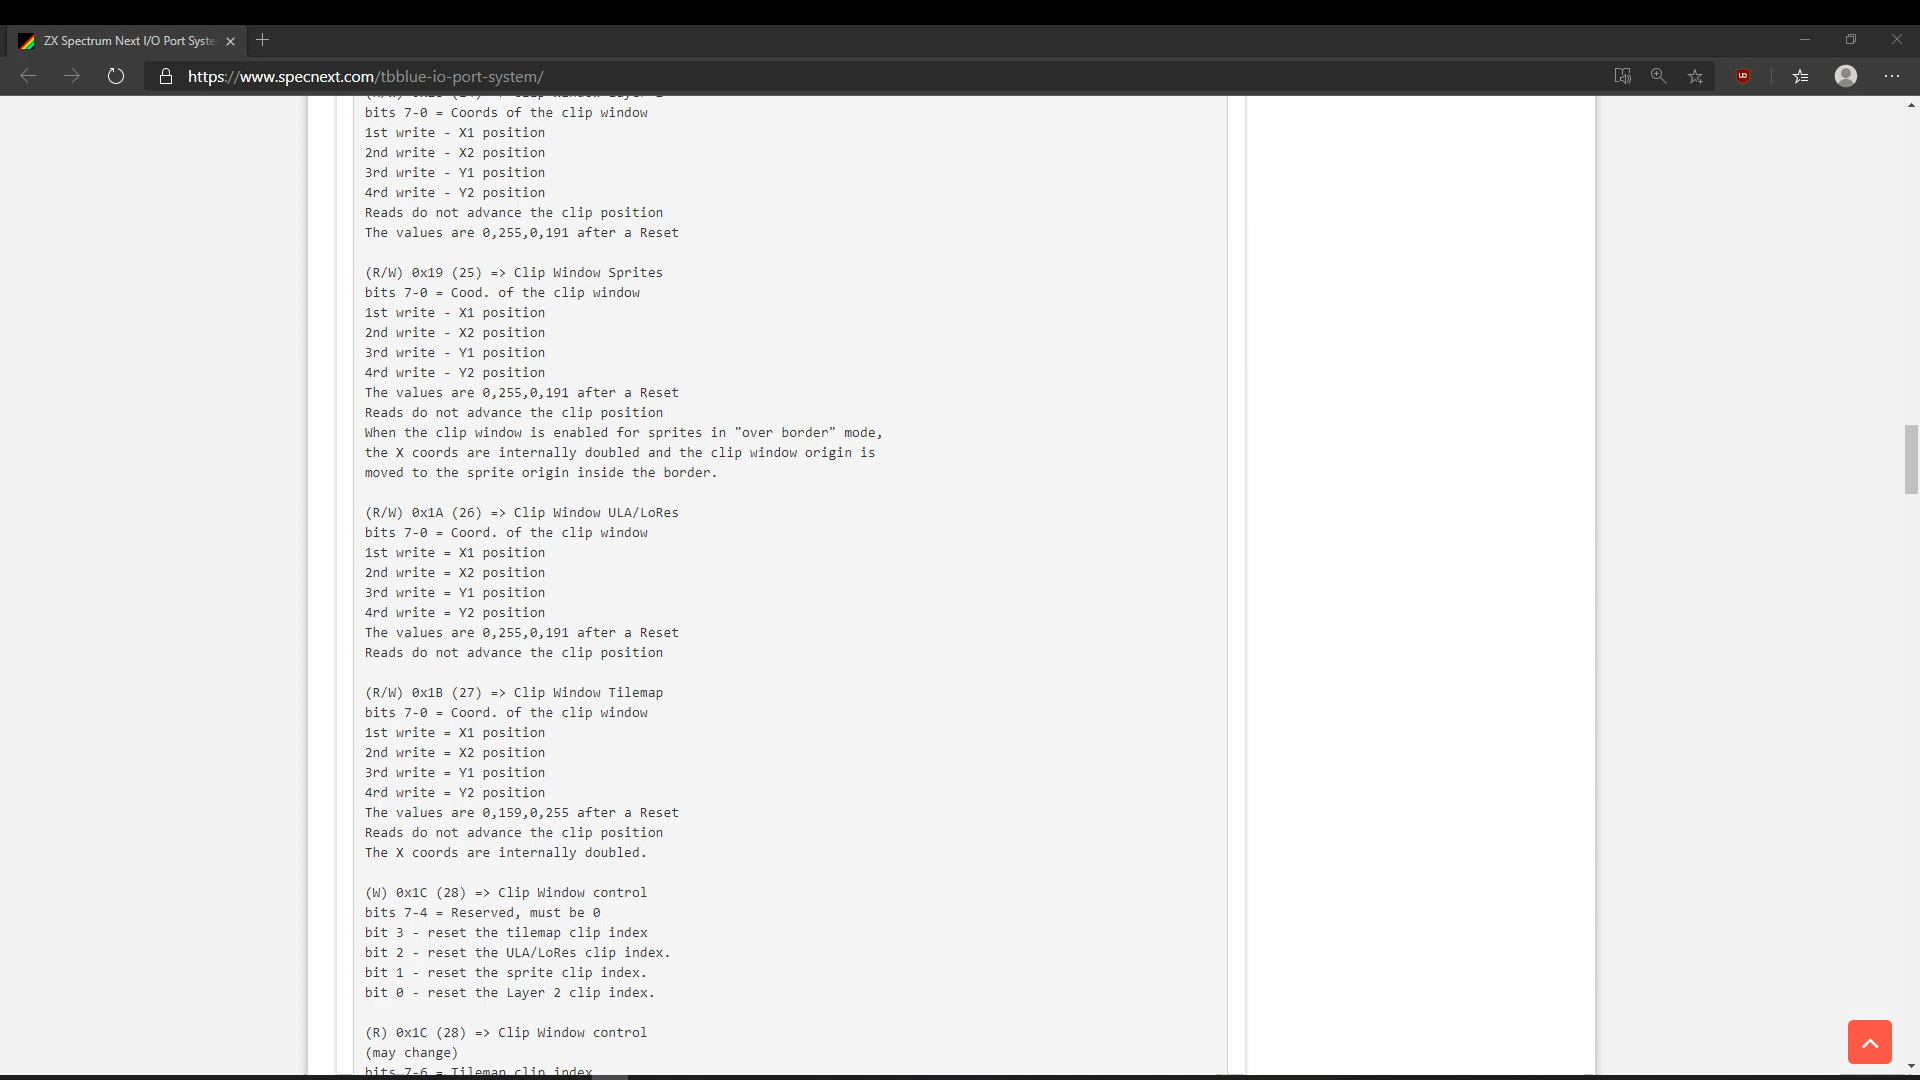 ZX Spectrum Next I/O Port Syste
https://www.specnext.com/tbblue-io-port-system/
bits 7-0 = Coords of the clip window
1st write - X1 position
2nd write - X2 position
3rd write - Y1 position
4rd write - Y2 position
Reads do not advance the clip position
The values are 0,255,0,191 after a Reset
(R/W) 0x19 (25) => Clip Window Sprites
bits 7-0 = Cood. of the clip window
1st write - X1 position
2nd write - X2 position
3rd write - Y1 position
4rd write - Y2 position
The values are 0,255,0,191 after a Reset
Reads do not advance the clip position
When the clip window is enabled for sprites in "over border" mode,
the X coords are internally doubled and the clip window origin is
moved to the sprite origin inside the border.
(R/W) 0x1A (26) => Clip Window ULA/LoRes
bits 7-0 = Coord. of the clip window
1st write = X1 position
2nd write = X2 position
3rd write = Y1 position
4rd write = Y2 position
The values are 0,255,0,191 after a Reset
Reads do not advance the clip position
(R/W) 0x1B (27) => Clip Window Tilemap
bits 7-0 = Coord. of the clip window
1st write = X1 position
2nd write = X2 position
3rd write = Y1 position
4rd write = Y2 position
The values are 0,159,0,255 after a Reset
Reads do not advance the clip position
The X coords are internally doubled.
(W) 0x1C (28) => Clip Window control
bits 7-4 = Reserved, must be 0
bit 3 - reset the tilemap clip index
bit 2 - reset the ULA/LoRes clip index.
bit 1 - reset the sprite clip index.
bit 0 - reset the Layer 2 clip index.
(R) 0x1C (28) => Clip Window control
(may change)
bits 7-6 = Tilemap clip index